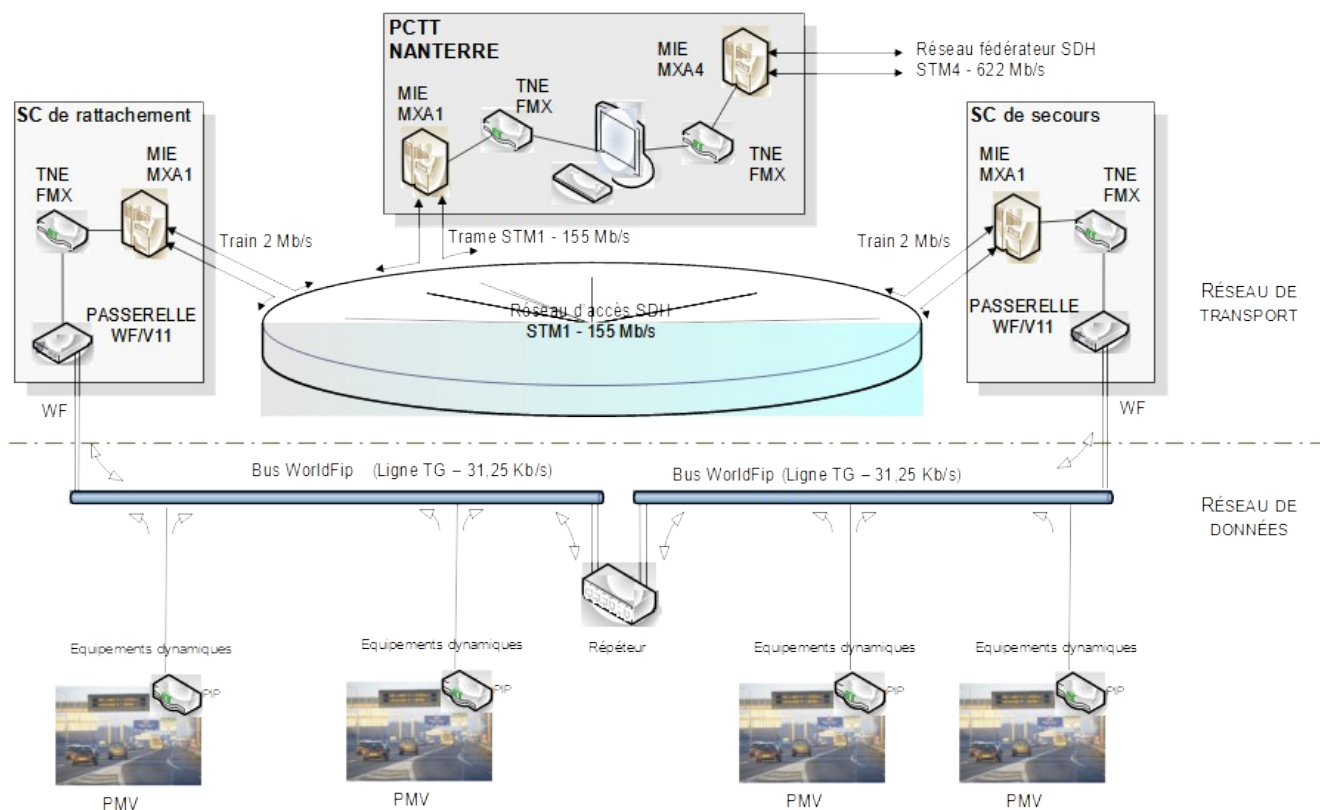 PCTT
NANTERRE
MIE
MXA4
Réseau fédérateur SDH
STM4 - 622 Mb/s
TNE
FMX
MIE
MXA1
TNE
FMX
SC de rattachement
MIE
MXA1
TNE
FMX
PASSERELLE
WF/V11
WF
Train 2 Mb/s
Trame STM1 - 155 Mb/s
Réseau d'accès SDH
STM1 - 155 Mb/s
Train 2 Mb/s
SC de secours
MIE
MXA1
TNE
FMX
PASSERELLE
WF/V11
WF
RÉSEAU DE
TRANSPORT
Bus WorldFip (Ligne TG – 31,25 Kb/s)
Bus WorldFip (Ligne TG – 31,25 Kb/s)
RÉSEAU DE
DONNÉES
Equipements dynamiques
Equipements dynamiques
Répéteur
Equipements dynamiques
Equipements dynamiques
PIP
PIP
PIP
PIP
PMV
PMV
PMV
PMV